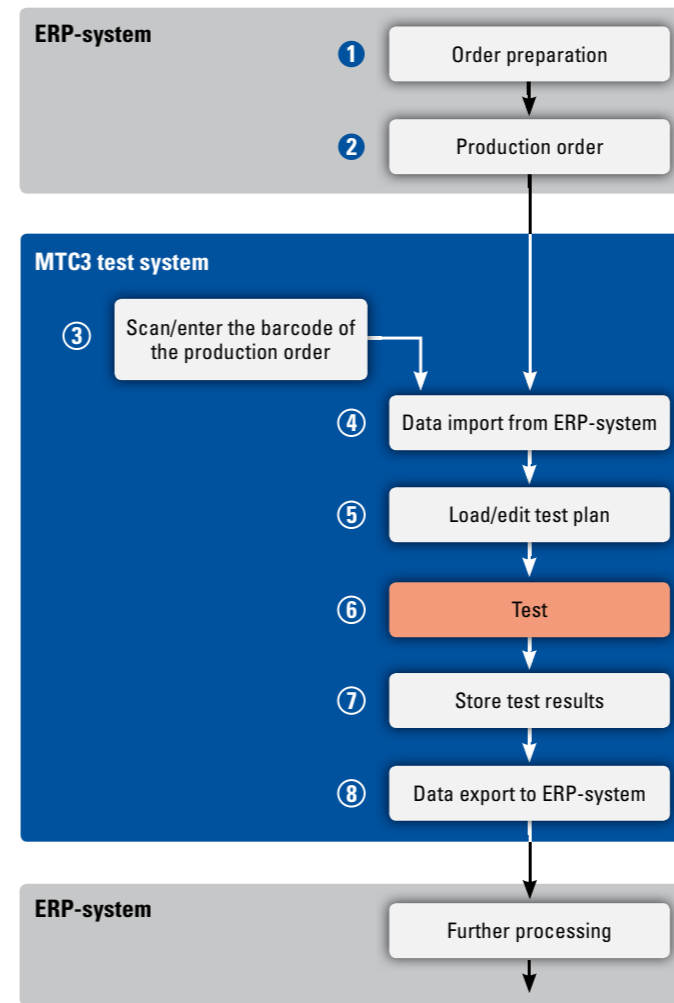 ERP-system
1 Order preparation
2 Production order
MTC3 test system
3 Scan/enter the barcode of
the production order
4 Data import from ERP-system
5 Load/edit test plan
6 Test
7 Store test results
8 Data export to ERP-system
ERP-system
Further processing